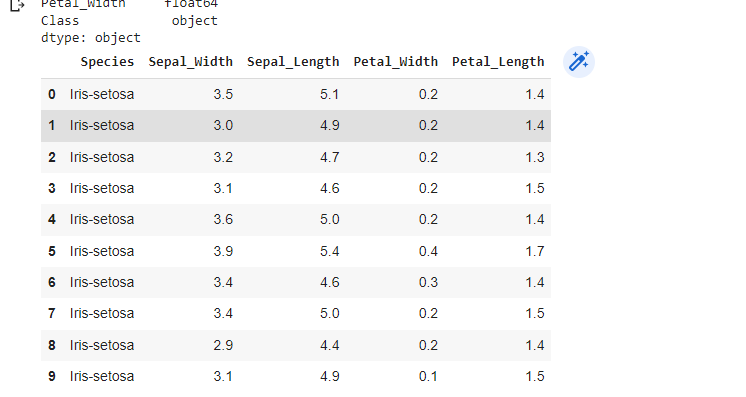 Petal_Width float64
Class object
dtype: object
Species Sepal_Width Sepal_Length Petal_Width Petal_Length
0 Iris-setosa 3.5 5.1 0.2 1.4
1 Iris-setosa 3.0 4.9 0.2 1.4
2 Iris-setosa 3.2 4.7 0.2 1.3
3 Iris-setosa 3.1 4.6 0.2 1.5
4 Iris-setosa 3.6 5.0 0.2 1.4
5 Iris-setosa 3.9 5.4 0.4 1.7
6 Iris-setosa 3.4 4.6 0.3 1.4
7 Iris-setosa 3.4 5.0 0.2 1.5
8 Iris-setosa 2.9 4.4 0.2 1.4
9 Iris-setosa 3.1 4.9 0.1 1.5